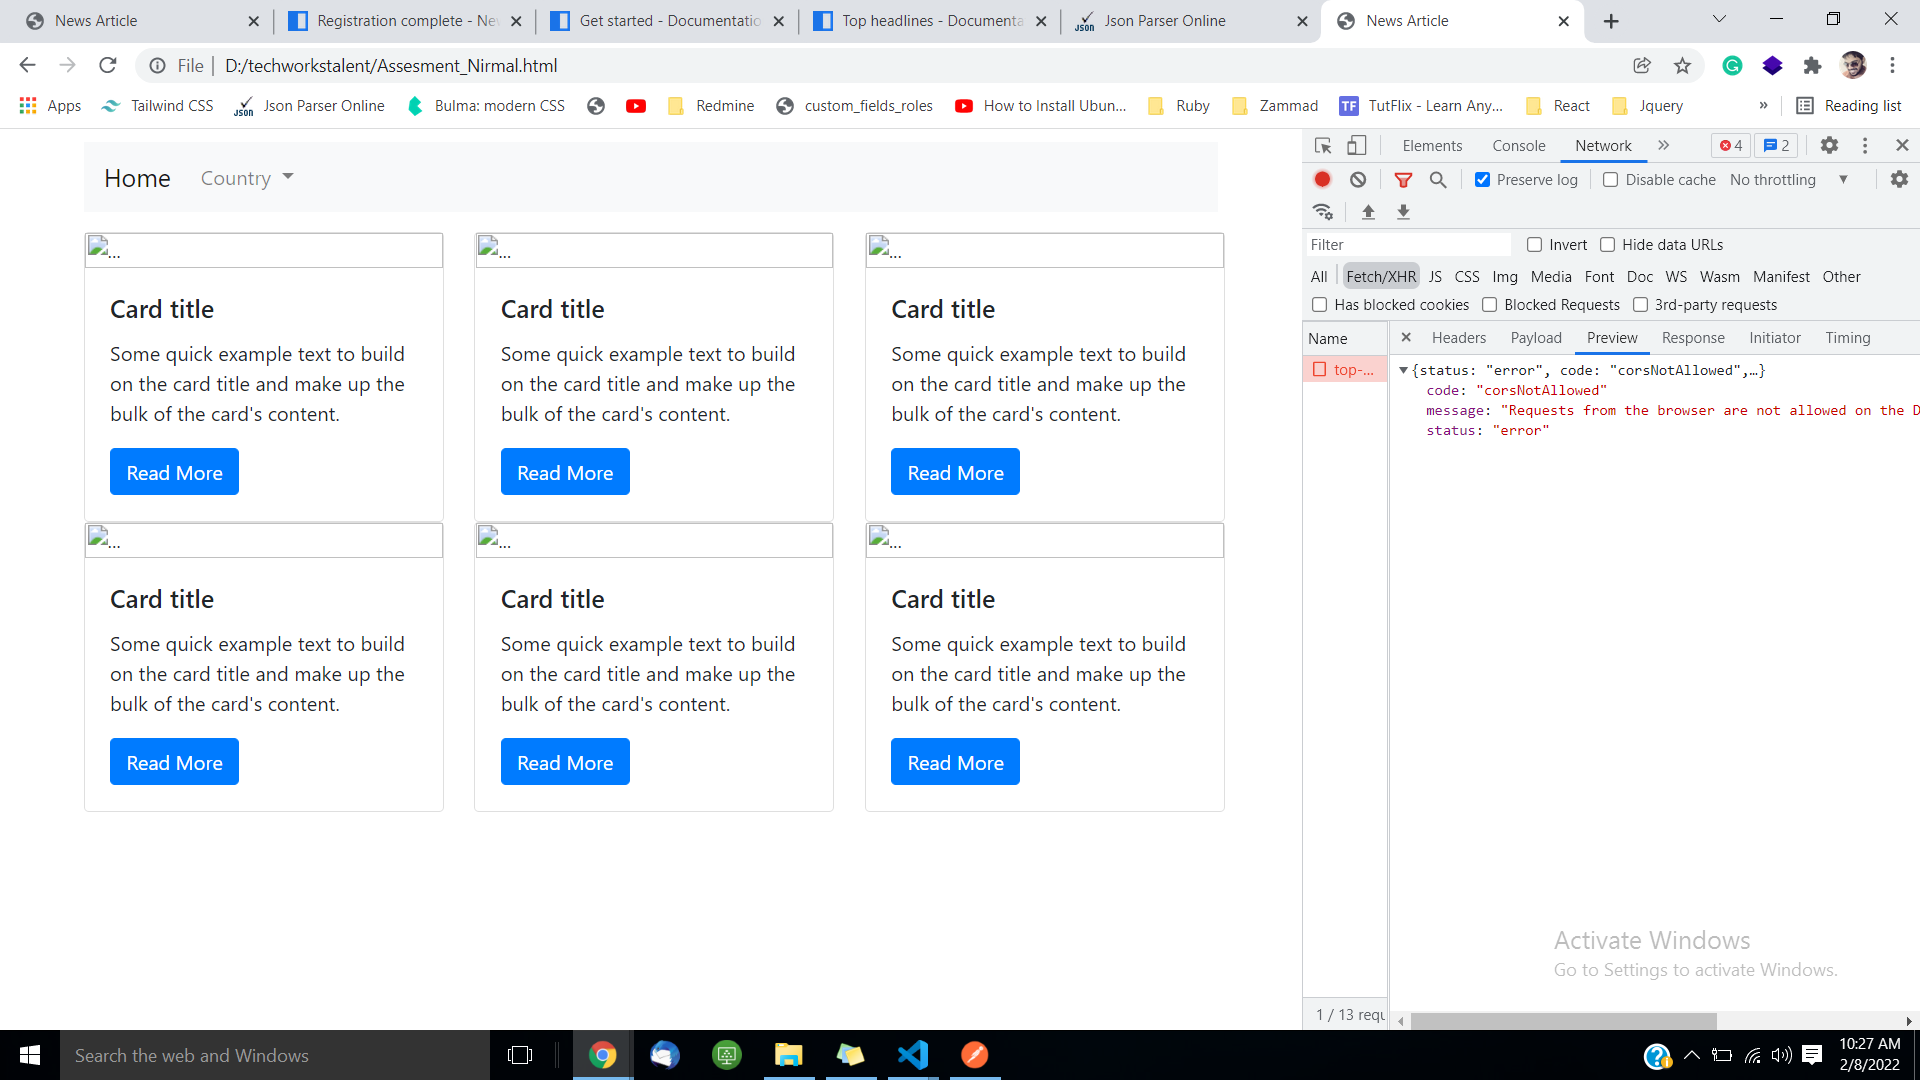 News Article
Registration complete - Nev
Get started - Documentatio
Top headlines - Documenta
Json Parser Online
News Article
File
D:/techworkstalent/Assesment_Nirmal.html
Apps
Tailwind CSS
Json Parser Online
Bulma: modern CSS
Redmine
custom_fields_roles
How to Install Ubun...
Ruby
Zammad
TutFlix - Learn Any...
React
Jquery
»
Reading list
Home Country
...
...
...
Card title
Card title
Card title
Some quick example text to build
on the card title and make up the
bulk of the card's content.
Some quick example text to build
on the card title and make up the
bulk of the card's content.
Some quick example text to build
on the card title and make up the
bulk of the card's content.
Read More
Read More
Read More
...
...
...
Card title
Card title
Card title
Some quick example text to build
on the card title and make up the
bulk of the card's content.
Some quick example text to build
on the card title and make up the
bulk of the card's content.
Some quick example text to build
on the card title and make up the
bulk of the card's content.
Read More
Read More
Read More
Elements Console Network » 4 2
Preserve log Disable cache No throttling
Filter Invert Hide data URLs
All Fetch/XHR JS CSS Img Media Font Doc WS Wasm Manifest Other
Has blocked cookies Blocked Requests 3rd-party requests
Name
Headers Payload Preview Response Initiator Timing
top-...
{status: "error", code: "corsNotAllowed",…}
code: "corsNotAllowed"
message: "Requests from the browser are not allowed on the D
status: "error"
Activate Windows
Go to Settings to activate Windows.
1 / 13 requ
Search the web and Windows
10:27 AM
2/8/2022